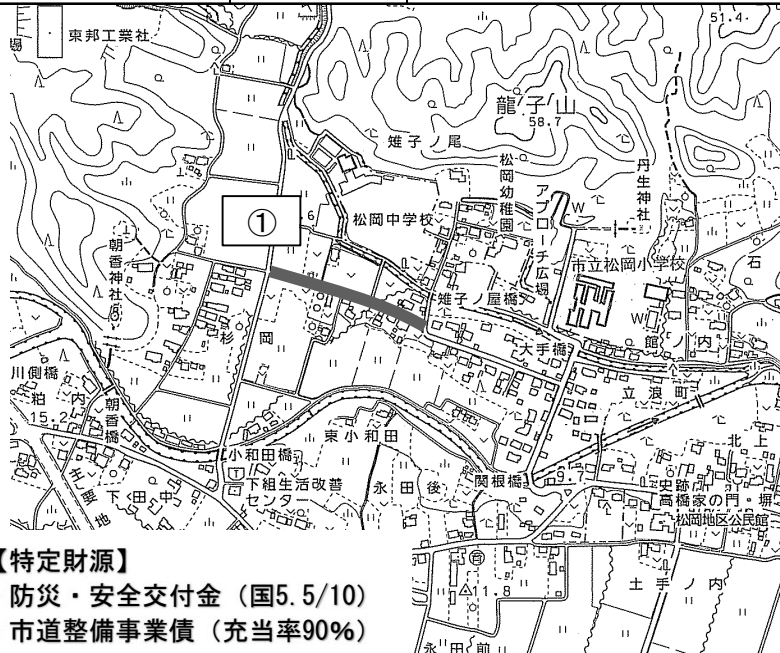 51.4
東邦工業社
龍子山
58.7
雉子ノ尾
松岡幼稚園
アプローチ広場
丹生神社
W
松岡中学校
①
.6
朝香神社
市立松岡小学校
石
雉子ノ屋橋
杉
岡
大手橋
W
館ノ内
川側橋
粕内
15.2
朝香橋
立浪町
北上
東小和田
小和田橋
下組生活改善
センター
永田後
関根橋
9.7
史跡
高橋家の門・塀
松岡地区公民館
主要地
下田中
【特定財源】
防災・安全交付金（国5.5/10）
市道整備事業債（充当率90%）
11.8
土手ノ内
永田前